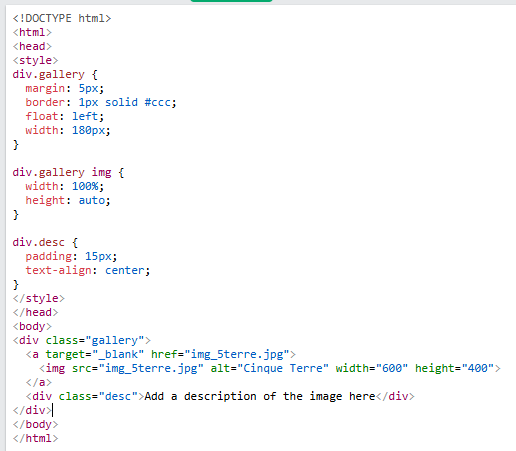 <!DOCTYPE html>
<html>
<head>
<style>
div.gallery {
  margin: 5px;
  border: 1px solid #ccc;
  float: left;
  width: 180px;
}

div.gallery img {
  width: 100%;
  height: auto;
}

div.desc {
  padding: 15px;
  text-align: center;
}
</style>
</head>
<body>
<div class="gallery">
  <a target="_blank" href="img_5terre.jpg">
    <img src="img_5terre.jpg" alt="Cinque Terre" width="600" height="400">
  </a>
  <div class="desc">Add a description of the image here</div>
</div>
</body>
</html>